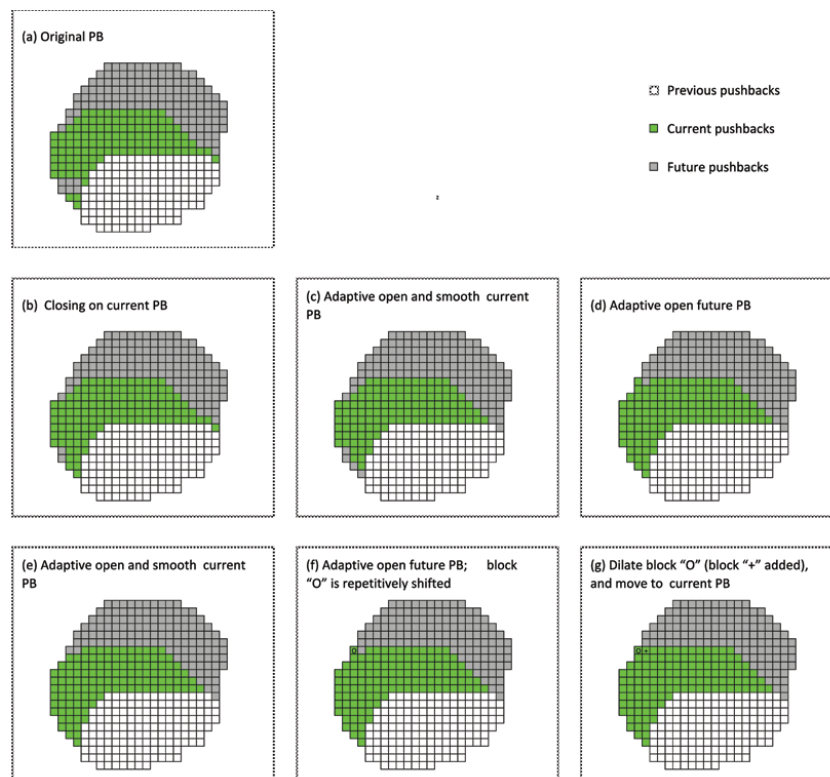 (a) Original PB
Previous pushbacks
Current pushbacks
Future pushbacks
(b) Closing on current PB
(c) Adaptive open and smooth current
PB
(d) Adaptive open future PB
(e) Adaptive open and smooth current
PB
(f) Adaptive open future PB; block
"O" is repetitively shifted
(g) Dilate block "O" (block "+" added),
and move to current PB
O
O +